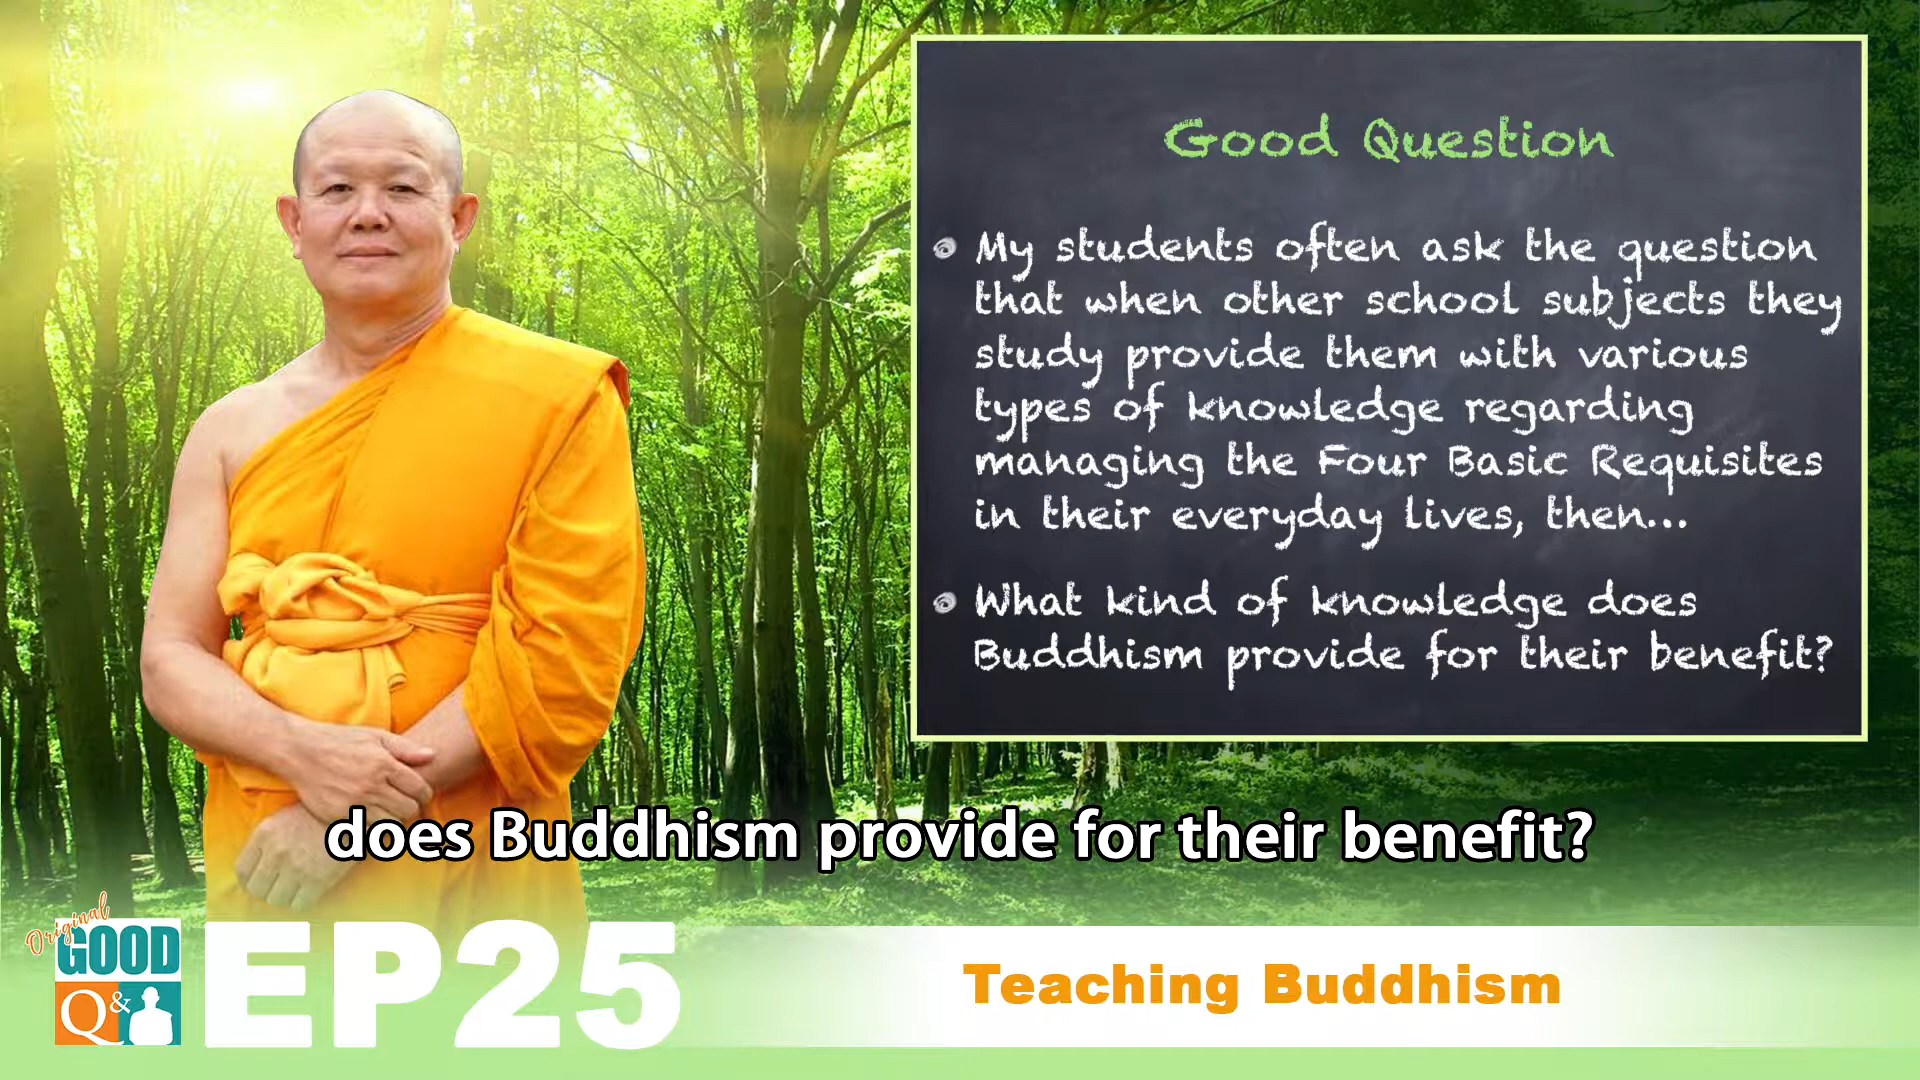 Good Question
My students often ask the question
that when other school subjects they
study provide them with various
types of knowledge regarding
managing the Four Basic Requisites
in their everyday lives, then...
What kind of knowledge does
Buddhism provide for their benefit?
does Buddhism provide for their benefit?
Original
GOOD
Q&
EP25
Teaching Buddhism